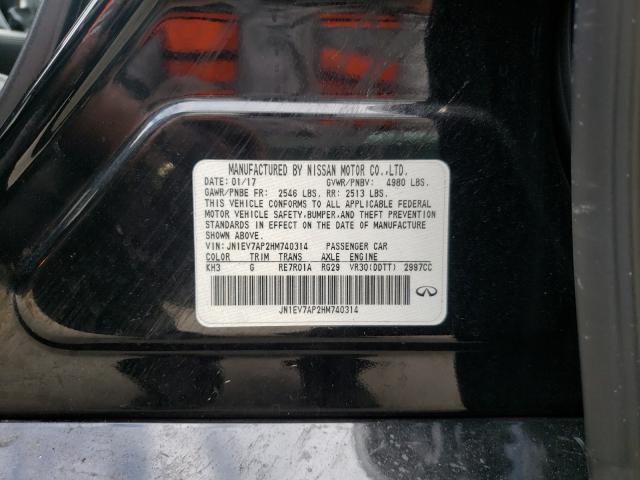 MANUFACTURED BY NISSAN MOTOR CO.,LTD.
DATE: 01/17 GVWR/PNBV: 4980 LBS.
GAWR/PNBE FR: 2546 LBS. RR: 2513 LBS.
THIS VEHICLE CONFORMS TO ALL APPLICABLE FEDERAL
MOTOR VEHICLE SAFETY, BUMPER, AND THEFT PREVENTION
STANDARDS IN EFFECT ON THE DATE OF MANUFACTURE
SHOWN ABOVE.
VIN: JN1EV7AP2HM740314 PASSENGER CAR
COLOR TRIM TRANS AXLE ENGINE
KH3 G RE7R01A RG29 VR30(DDTT) 2997CC
JN1EV7AP2HM740314